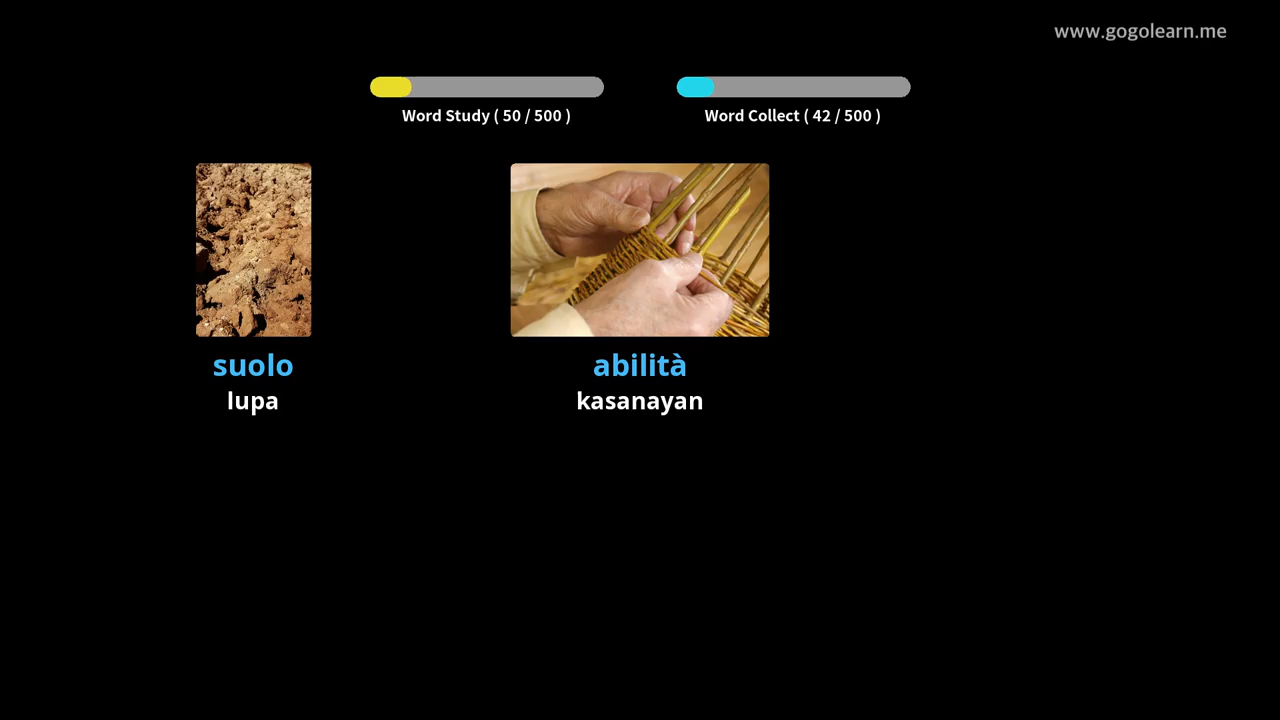 www.gogolearn.me
Word Study ( 50 / 500 )
Word Collect ( 42 / 500 )
suolo
lupa
abilità
kasanayan